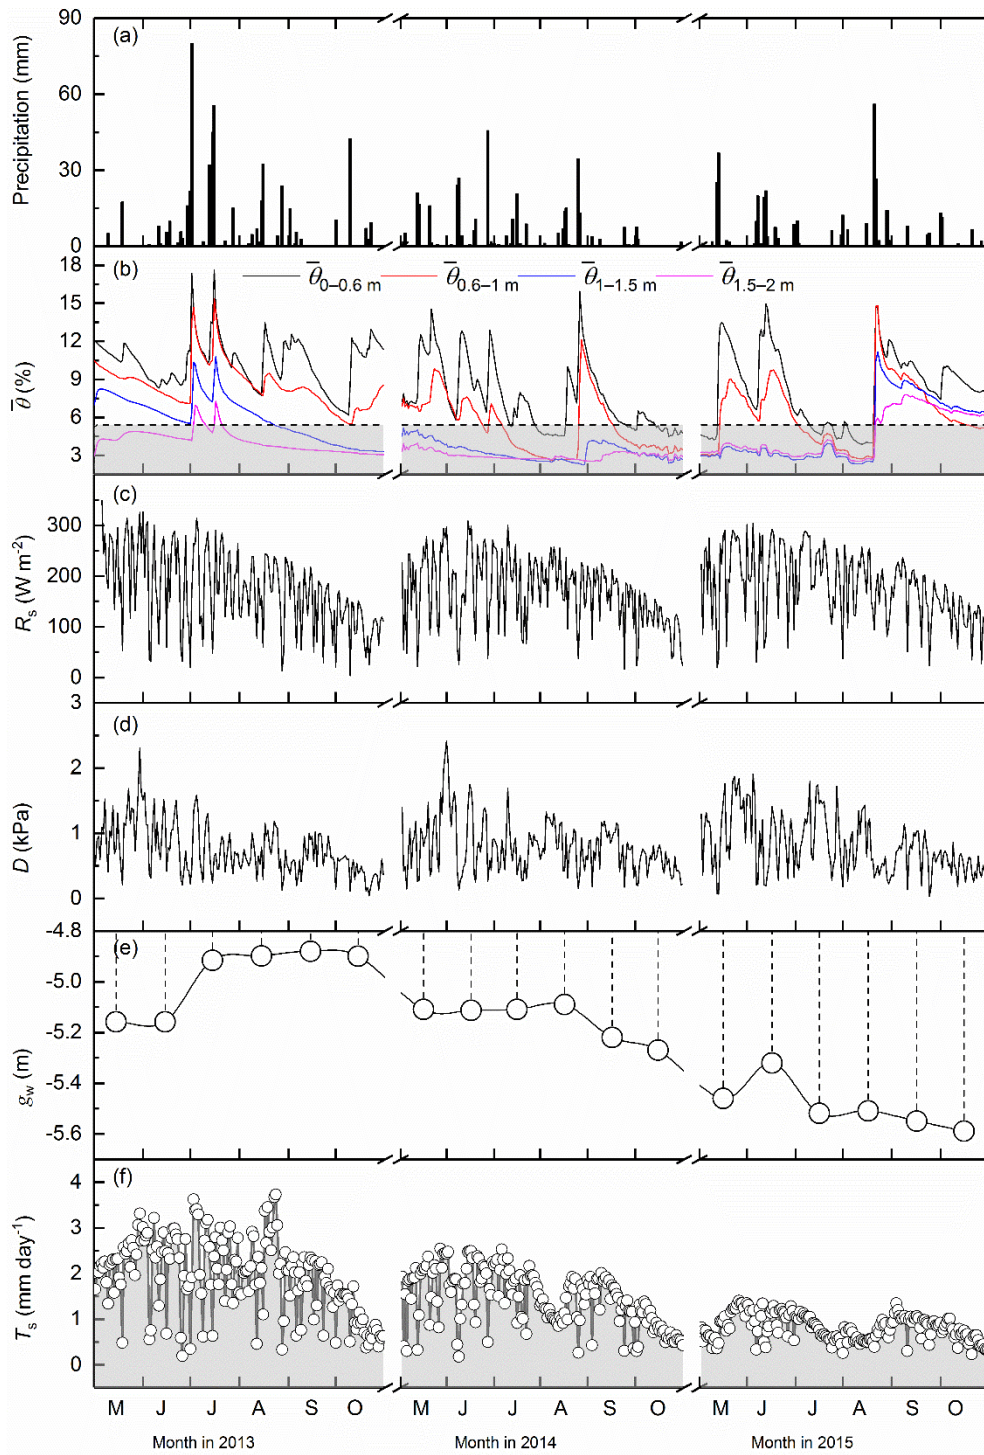 (a)
Precipitation (mm)
90
60
30
0
(b)
θ̅0–0.6 m θ̅0.6–1 m θ̅1–1.5 m θ̅1.5–2 m
θ̅ (%)
18
15
12
9
6
3
(c)
Rs (W m-2)
300
200
100
0
(d)
D (kPa)
3
2
1
0
(e)
gw (m)
-4.8
-5.0
-5.2
-5.4
-5.6
(f)
Ts (mm day-1)
4
3
2
1
0
M J J A S O M J J A S O M J J A S O
Month in 2013 Month in 2014 Month in 2015